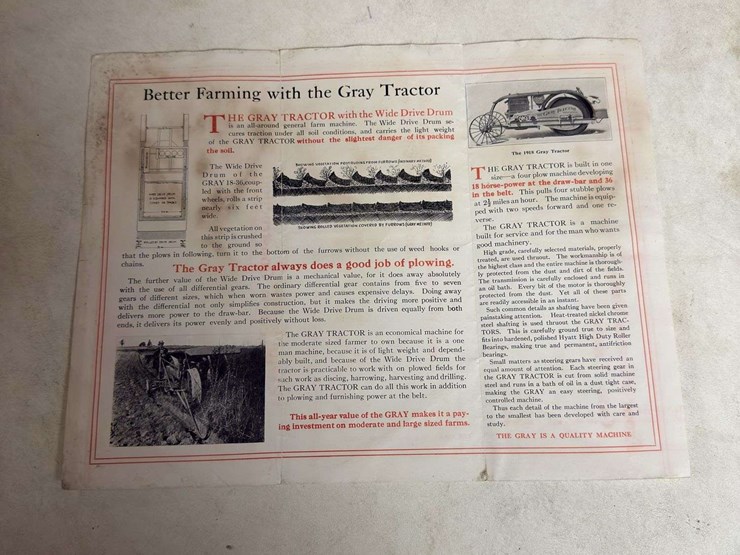 Better Farming with the Gray Tractor
THE GRAY TRACTOR with the Wide Drive Drum
is an all-around general farm machine. The Wide Drive Drum se-
cures traction under all soil conditions, and carries the light weight
of the GRAY TRACTOR without the slightest danger of its packing
the soil.
The Wide Drive
Drum of the
GRAY 18-36, coup-
led with the front
wheels, rolls a strip
nearly six feet
wide.
All vegetation on
this strip is crushed
to the ground so
that the plows in following, turn it to the bottom of the furrows without the use of weed hooks or
chains.
SHOWING VEGETATION PROTRUDING FROM FURROWS
SHOWING ROLLED VEGETATION COVERED BY FURROWS
The Gray Tractor always does a good job of plowing.
The further value of the Wide Drive Drum is a mechanical value, for it does away absolutely
with the use of all differential gears. The ordinary differential gear contains from five to seven
gears of different sizes, which when worn wastes power and causes expensive delays. Doing away
with the differential not only simplifies construction, but it makes the driving more positive and
delivers more power to the draw-bar. Because the Wide Drive Drum is driven equally from both
ends, it delivers its power evenly and positively without loss.
The GRAY TRACTOR is an economical machine for
the moderate sized farmer to own because it is a one
man machine, because it is of light weight and depend-
ably built, and because of the Wide Drive Drum the
tractor is practicable to work with on plowed fields for
such work as discing, harrowing, harvesting and drilling.
The GRAY TRACTOR can do all this work in addition
to plowing and furnishing power at the belt.
This all-year value of the GRAY makes it a pay-
ing investment on moderate and large sized farms.
The 1918 Gray Tractor
THE GRAY TRACTOR is built in one
size—a four plow machine developing
18 horse-power at the draw-bar and 36
in the belt. This pulls four stubble plows
at 2¼ miles an hour. The machine is equip-
ped with two speeds forward and one re-
verse.
The GRAY TRACTOR is a machine
built for service and for the man who wants
good machinery.
High grade, carefully selected materials, properly
treated, are used thruout. The workmanship is of
the highest class and the entire machine is thorough-
ly protected from the dust and dirt of the fields.
The transmission is carefully enclosed and runs in
an oil bath. Every bit of the motor is thoroughly
protected from the dust. Yet all of these parts
are readily accessible in an instant.
Such common details as shafting have been given
painstaking attention. Heat-treated nickel chrome
steel shafting is used thruout the GRAY TRAC-
TORS. This is carefully ground true to size and
fits into hardened, polished Hyatt High Duty Roller
Bearings, making true and permanent, antifriction
bearings.
Small matters as steering gears have received an
equal amount of attention. Each steering gear in
the GRAY TRACTOR is cut from solid machine
steel and runs in a bath of oil in a dust tight case,
making the GRAY an easy steering, positively
controlled machine.
Thus each detail of the machine from the largest
to the smallest has been developed with care and
study.
THE GRAY IS A QUALITY MACHINE